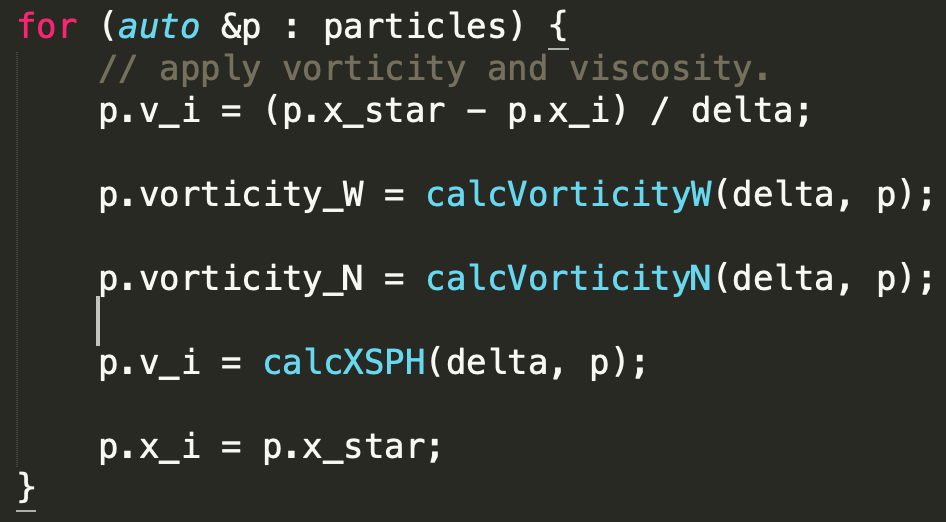 for (auto &p : particles) {
// apply vorticity and viscosity.
p.v_i = (p.x_star - p.x_i) / delta;
p.vorticity_W = calcVorticityW(delta, p);
p.vorticity_N = calcVorticityN(delta, p);
p.v_i = calcXSPH(delta, p);
p.x_i = p.x_star;
}